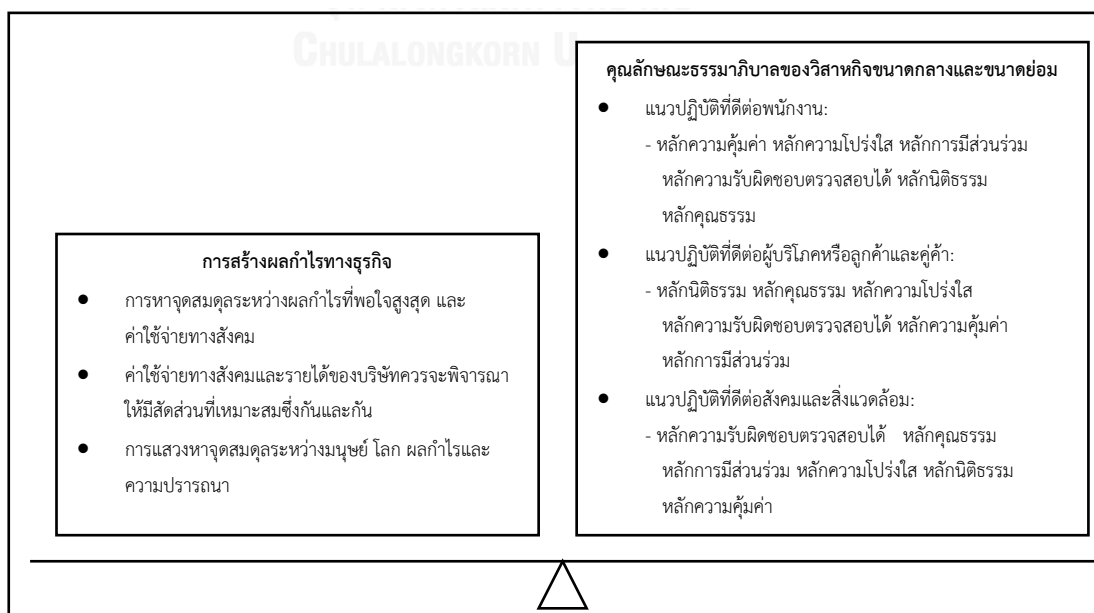 CHULALONGKORN U
การสร้างผลกำไรทางธุรกิจ
● การหาจุดสมดุลระหว่างผลกำไรที่พอใจสูงสุด และ
ค่าใช้จ่ายทางสังคม
● ค่าใช้จ่ายทางสังคมและรายได้ของบริษัทควรจะพิจารณา
ให้มีสัดส่วนที่เหมาะสมซึ่งกันและกัน
● การแสวงหาจุดสมดุลระหว่างมนุษย์ โลก ผลกำไรและ
ความปรารถนา
คุณลักษณะธรรมาภิบาลของวิสาหกิจขนาดกลางและขนาดย่อม
● แนวปฏิบัติที่ดีต่อพนักงาน:
- หลักความคุ้มค่า หลักความโปร่งใส หลักการมีส่วนร่วม
หลักความรับผิดชอบตรวจสอบได้ หลักนิติธรรม
หลักคุณธรรม
● แนวปฏิบัติที่ดีต่อผู้บริโภคหรือลูกค้าและคู่ค้า:
- หลักนิติธรรม หลักคุณธรรม หลักความโปร่งใส
หลักความรับผิดชอบตรวจสอบได้ หลักความคุ้มค่า
หลักการมีส่วนร่วม
● แนวปฏิบัติที่ดีต่อสังคมและสิ่งแวดล้อม:
- หลักความรับผิดชอบตรวจสอบได้ หลักคุณธรรม
หลักการมีส่วนร่วม หลักความโปร่งใส หลักนิติธรรม
หลักความคุ้มค่า